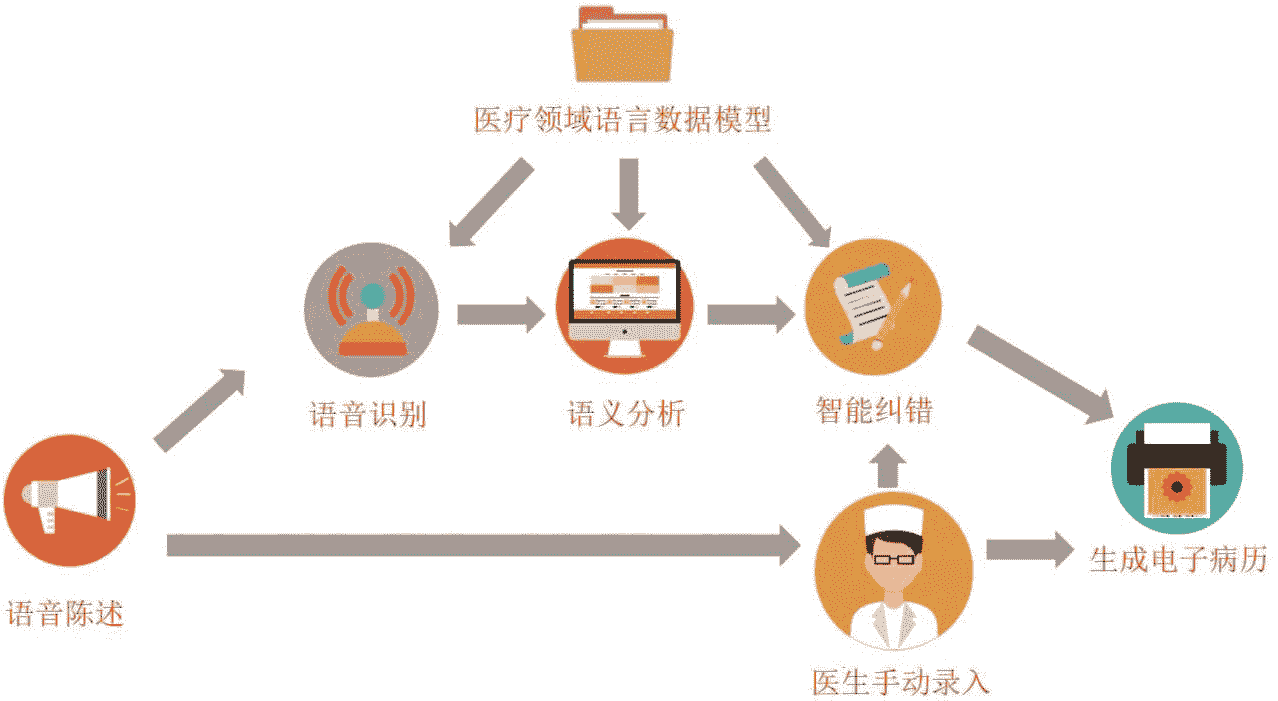 医疗领域语言数据模型
语音识别
语义分析
智能纠错
生成电子病历
语音陈述
医生手动录入